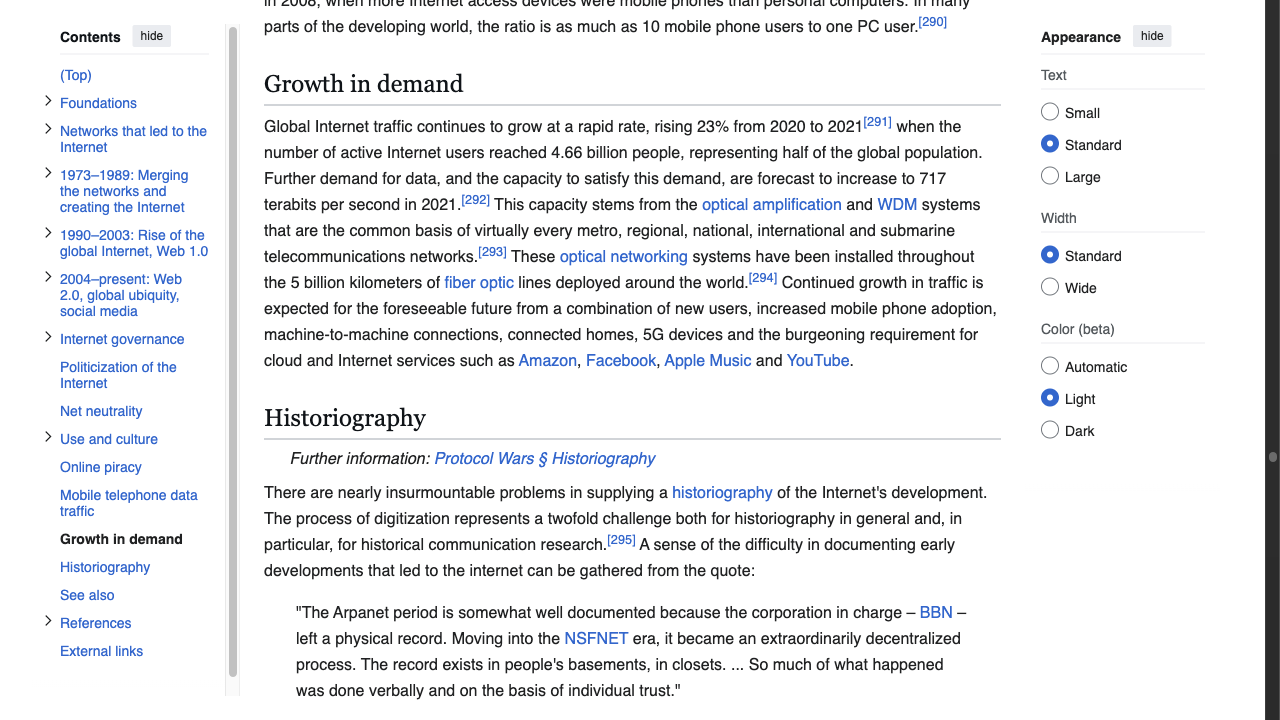 Contents hide
(Top)
Foundations
Networks that led to the
Internet
1973–1989: Merging
the networks and
creating the Internet
1990–2003: Rise of the
global Internet, Web 1.0
2004–present: Web
2.0, global ubiquity,
social media
Internet governance
Politicization of the
Internet
Net neutrality
Use and culture
Online piracy
Mobile telephone data
traffic
Growth in demand
Historiography
See also
References
External links
in 2008, when more Internet access devices were mobile phones than personal computers. In many
parts of the developing world, the ratio is as much as 10 mobile phone users to one PC user.[290]
Growth in demand
Global Internet traffic continues to grow at a rapid rate, rising 23% from 2020 to 2021[291] when the
number of active Internet users reached 4.66 billion people, representing half of the global population.
Further demand for data, and the capacity to satisfy this demand, are forecast to increase to 717
terabits per second in 2021.[292] This capacity stems from the optical amplification and WDM systems
that are the common basis of virtually every metro, regional, national, international and submarine
telecommunications networks.[293] These optical networking systems have been installed throughout
the 5 billion kilometers of fiber optic lines deployed around the world.[294] Continued growth in traffic is
expected for the foreseeable future from a combination of new users, increased mobile phone adoption,
machine-to-machine connections, connected homes, 5G devices and the burgeoning requirement for
cloud and Internet services such as Amazon, Facebook, Apple Music and YouTube.
Historiography
Further information: Protocol Wars § Historiography
There are nearly insurmountable problems in supplying a historiography of the Internet's development.
The process of digitization represents a twofold challenge both for historiography in general and, in
particular, for historical communication research.[295] A sense of the difficulty in documenting early
developments that led to the internet can be gathered from the quote:
"The Arpanet period is somewhat well documented because the corporation in charge – BBN –
left a physical record. Moving into the NSFNET era, it became an extraordinarily decentralized
process. The record exists in people's basements, in closets. ... So much of what happened
was done verbally and on the basis of individual trust."
Appearance hide
Text
Small
Standard
Large
Width
Standard
Wide
Color (beta)
Automatic
Light
Dark